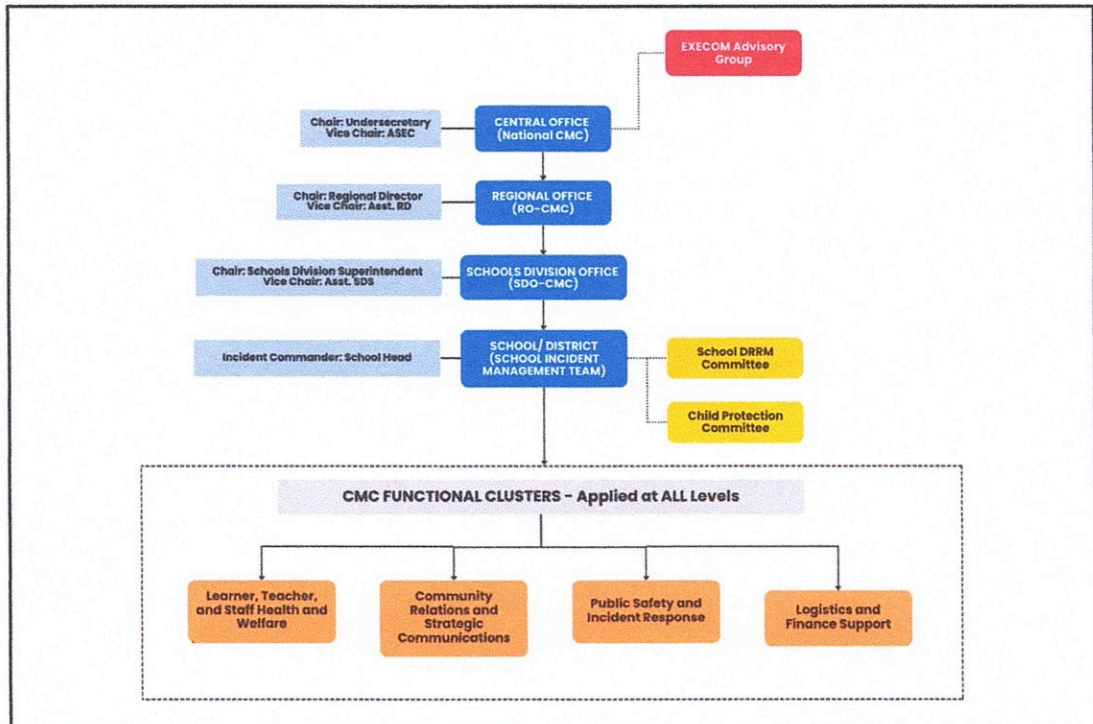 EXECOM Advisory
Group
Chair: Undersecretary
Vice Chair: ASEC
CENTRAL OFFICE
(National CMC)
Chair: Regional Director
Vice Chair: Asst. RD
REGIONAL OFFICE
(RO-CMC)
Chair: Schools Division Superintendent
Vice Chair: Asst. SDS
SCHOOLS DIVISION OFFICE
(SDO-CMC)
Incident Commander: School Head
SCHOOL/ DISTRICT
(SCHOOL INCIDENT
MANAGEMENT TEAM)
School DRRM
Committee
Child Protection
Committee
CMC FUNCTIONAL CLUSTERS - Applied at ALL Levels
Learner, Teacher,
and Staff Health and
Welfare
Community
Relations and
Strategic
Communications
Public Safety and
Incident Response
Logistics and
Finance Support